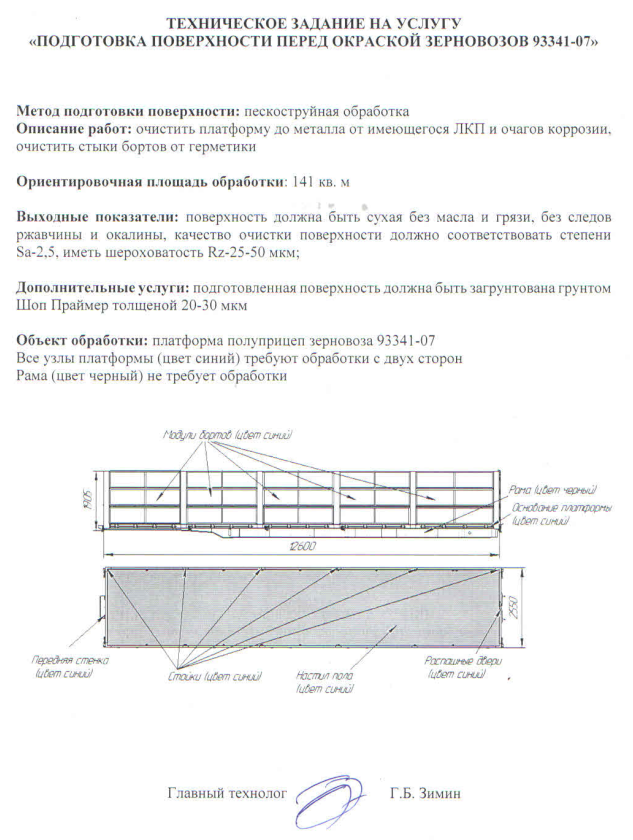 ТЕХНИЧЕСКОЕ ЗАДАНИЕ НА УСЛУГУ
«ПОДГОТОВКА ПОВЕРХНОСТИ ПЕРЕД ОКРАСКОЙ ЗЕРНОВОЗОВ 93341-07»
Метод подготовки поверхности: пескоструйная обработка
Описание работ: очистить платформу до металла от имеющегося ЛКП и очагов коррозии,
очистить стыки бортов от герметики
Ориентировочная площадь обработки: 141 кв. м
Выходные показатели: поверхность должна быть сухая без масла и грязи, без следов
ржавчины и окалины, качество очистки поверхности должно соответствовать степени
Sa-2,5, иметь шероховатость Rz-25-50 мкм;
Дополнительные услуги: подготовленная поверхность должна быть загрунтована грунтом
Шоп Праймер толщеной 20-30 мкм
Объект обработки: платформа полуприцеп зерновоза 93341-07
Все узлы платформы (цвет синий) требуют обработки с двух сторон
Рама (цвет черный) не требует обработки
Модули бортов (цвет синий)
1905
Рама (цвет черный)
Основание платформы
(цвет синий)
12600
2550
Передняя стенка
(цвет синий)
Стойки (цвет синий)
Настил пола
(цвет синий)
Распашные двери
(цвет синий)
Главный технолог Г.Б. Зимин